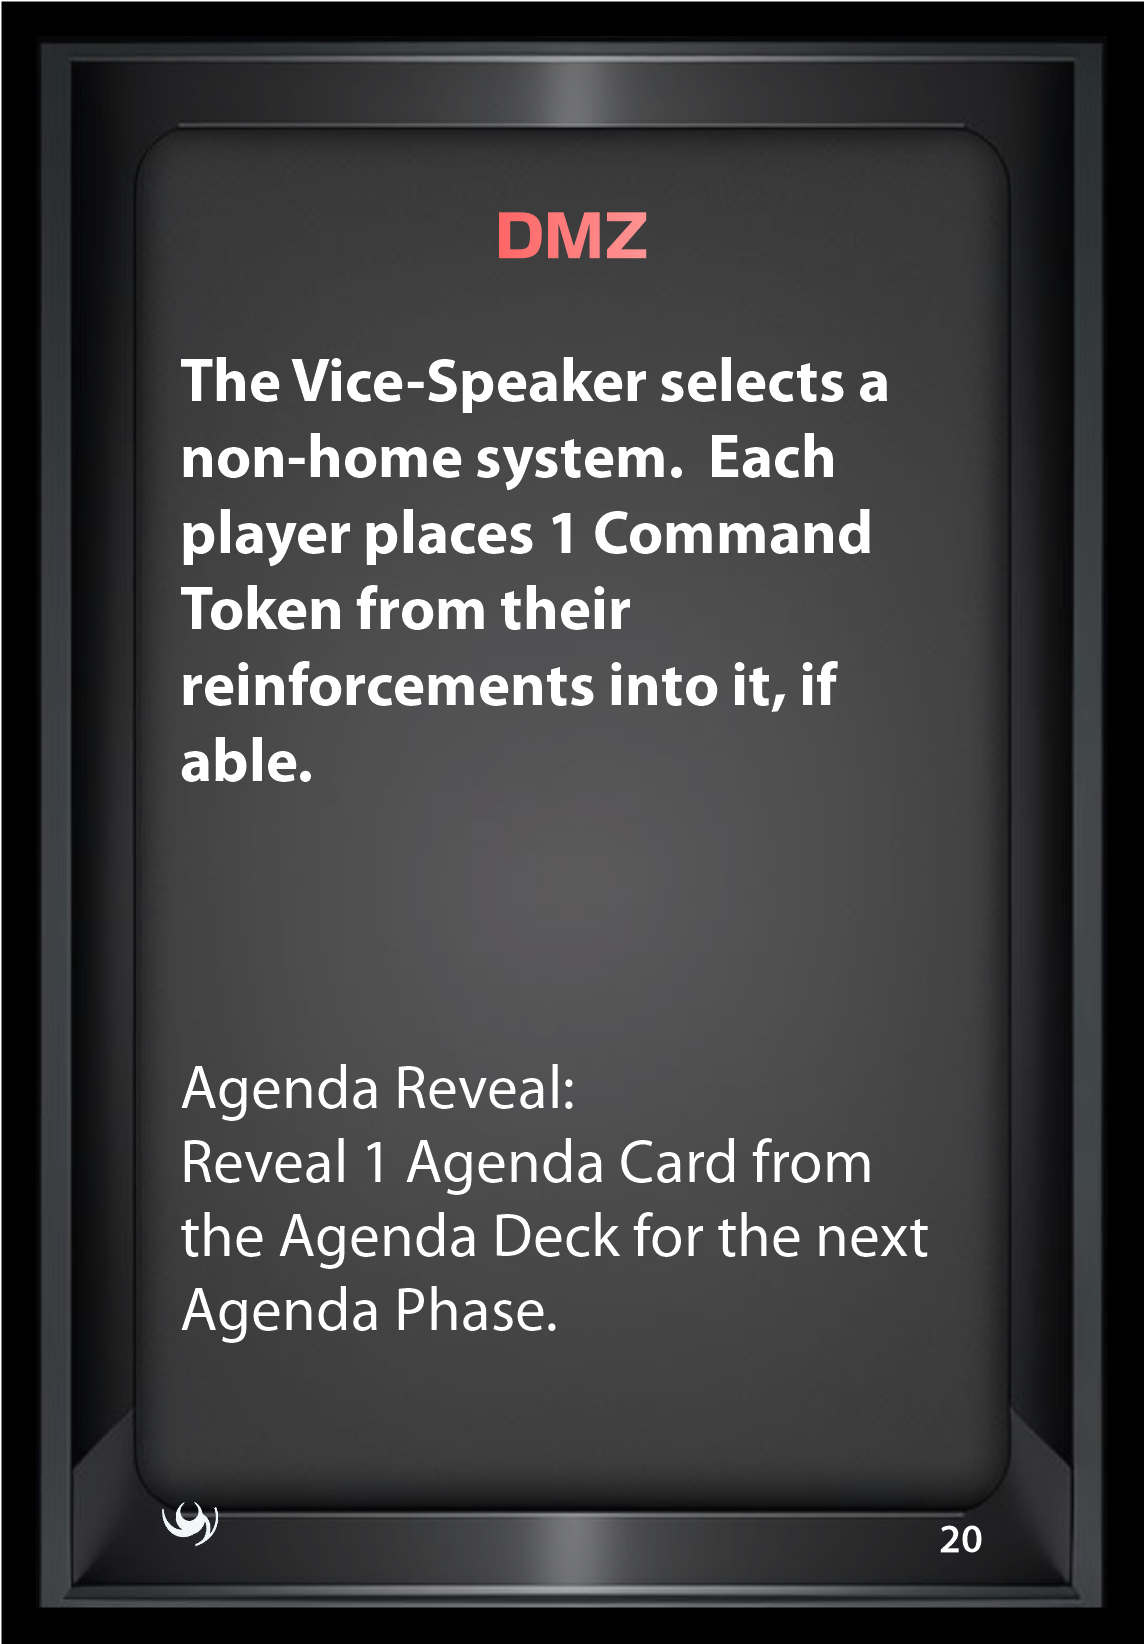 DMZ
The Vice-Speaker selects a
non-home system.  Each
player places 1 Command
Token from their
reinforcements into it, if
able.
Agenda Reveal:
Reveal 1 Agenda Card from
the Agenda Deck for the next
Agenda Phase.
20